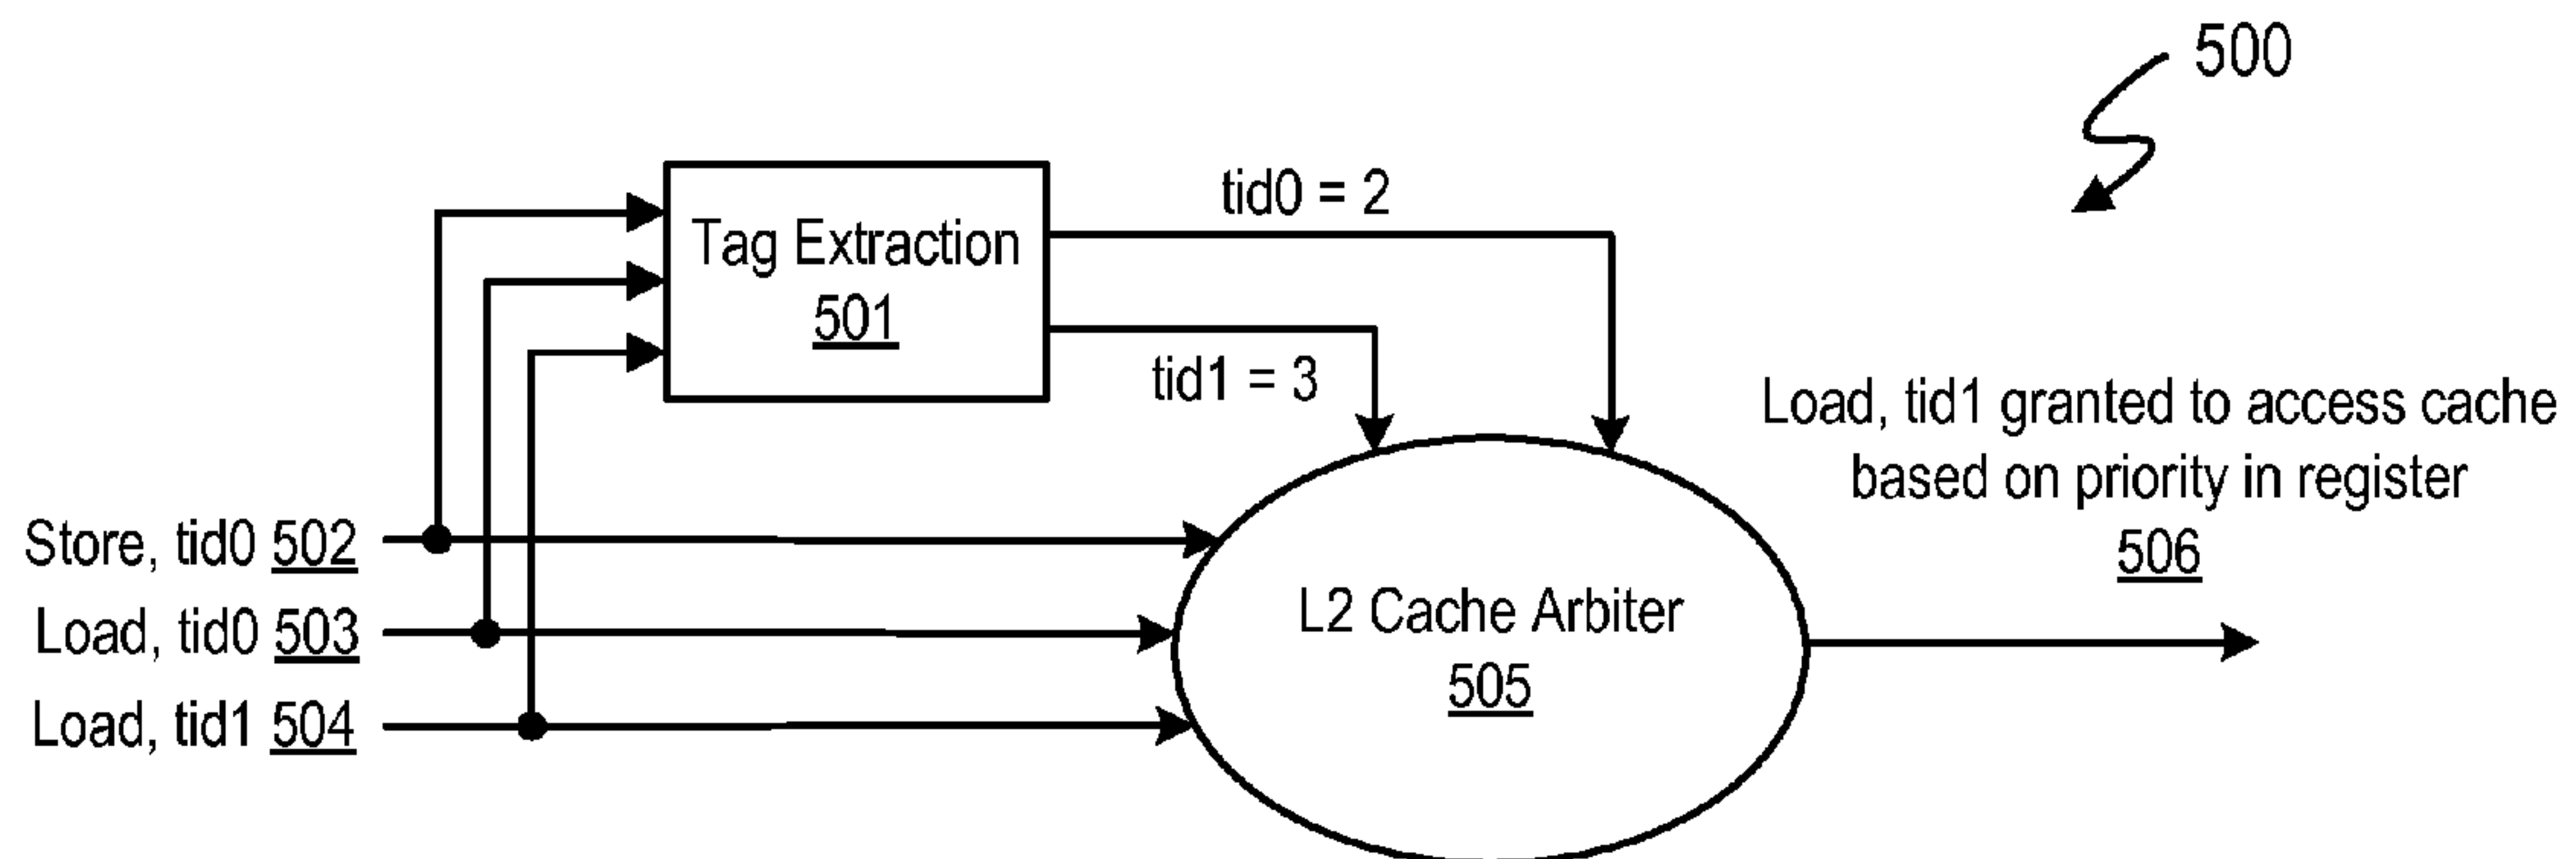 500
tid0 = 2
Tag Extraction
501
tid1 = 3
Load, tid1 granted to access cache
based on priority in register
506
Store, tid0 502
Load, tid0 503
Load, tid1 504
L2 Cache Arbiter
505